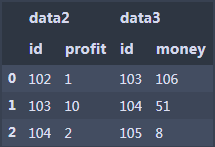 data2 data3
id profit id money
0 102 1 103 106
1 103 10 104 51
2 104 2 105 8